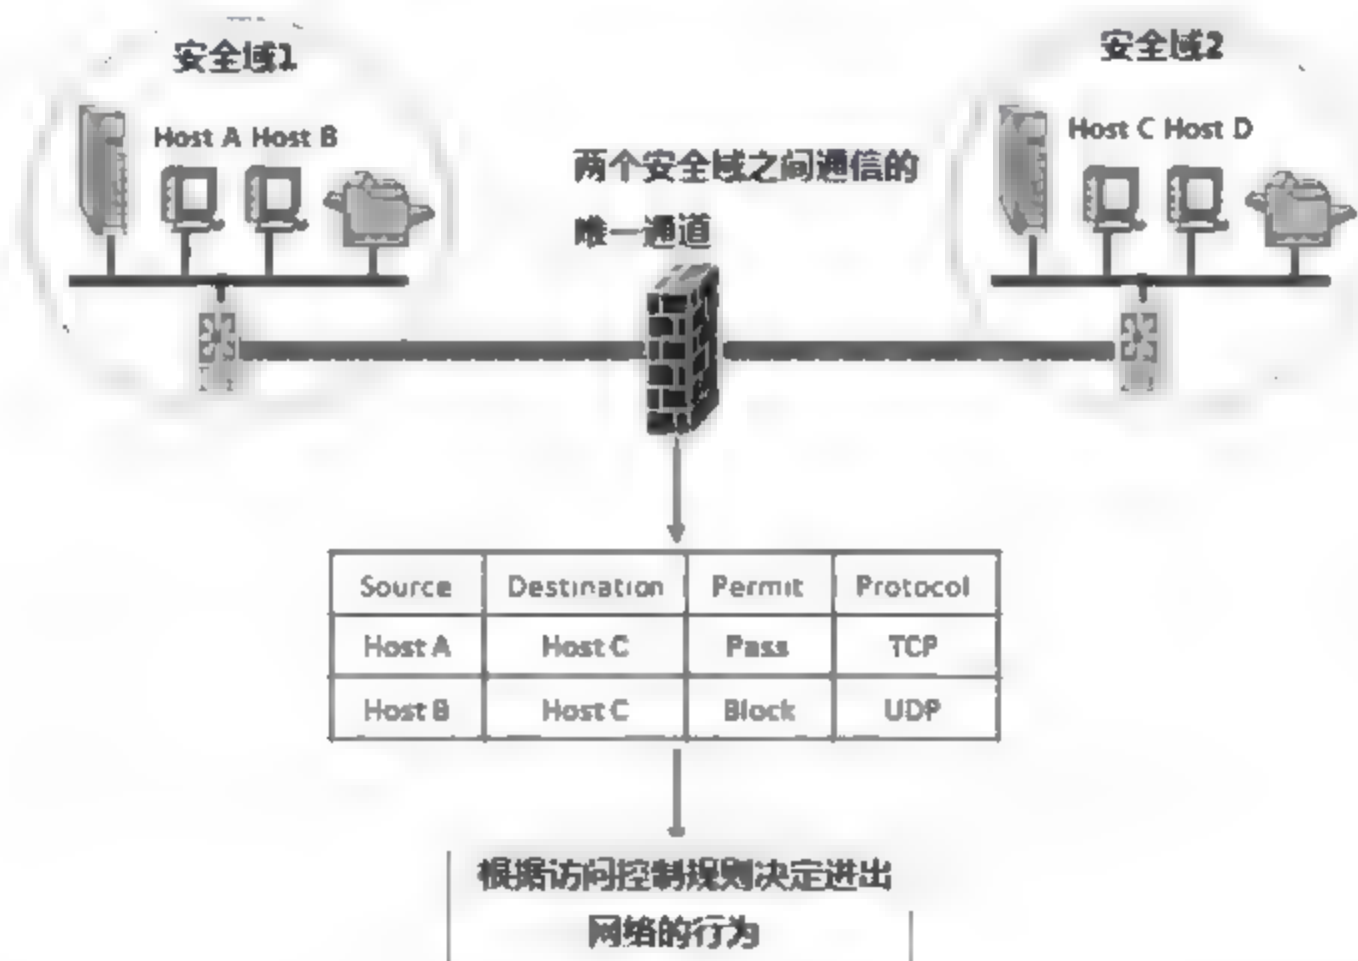 安全域1
安全域2
Host A Host B
Host C Host D
两个安全域之间通信的
唯一通道
Source Destination Permit Protocol
Host A Host C Pass TCP
Host B Host C Block UDP
根据访问控制规则决定进出
网络的行为